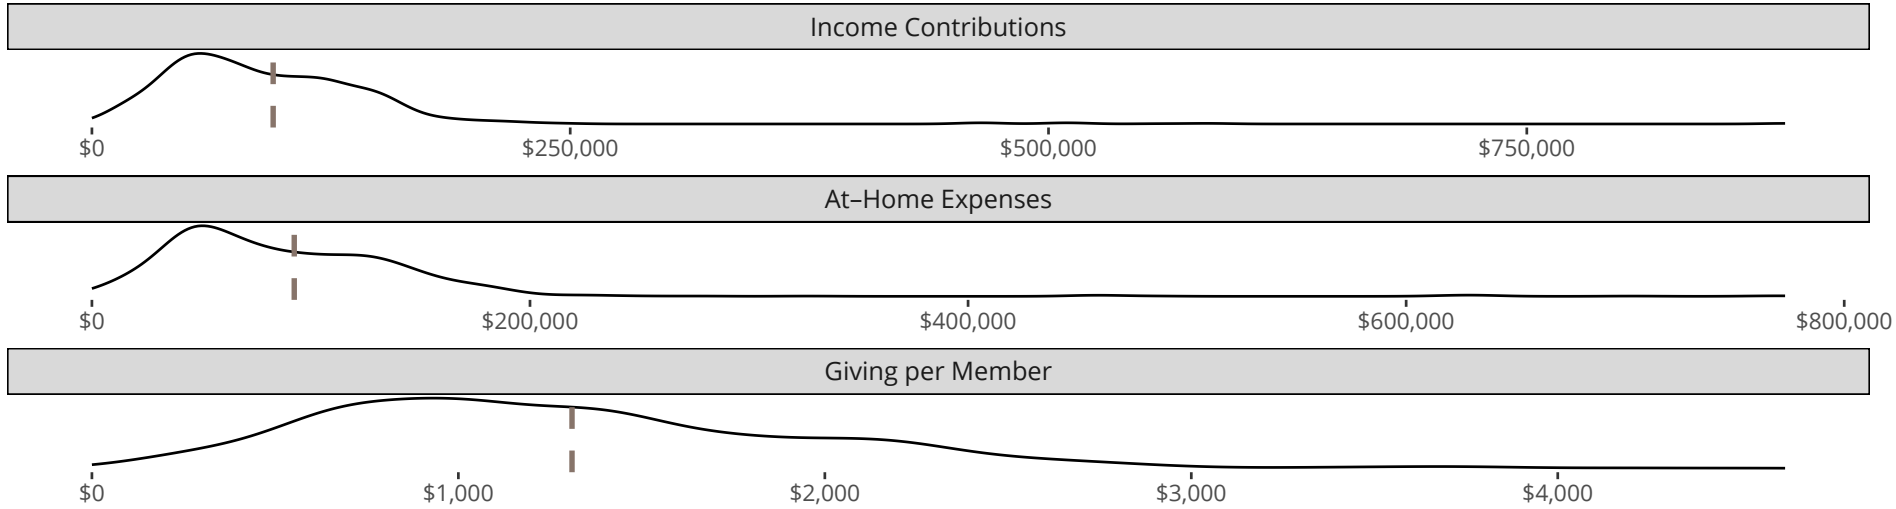 Income Contributions
$0 $250,000 $500,000 $750,000
At–Home Expenses
$0 $200,000 $400,000 $600,000 $800,000
Giving per Member
$0 $1,000 $2,000 $3,000 $4,000